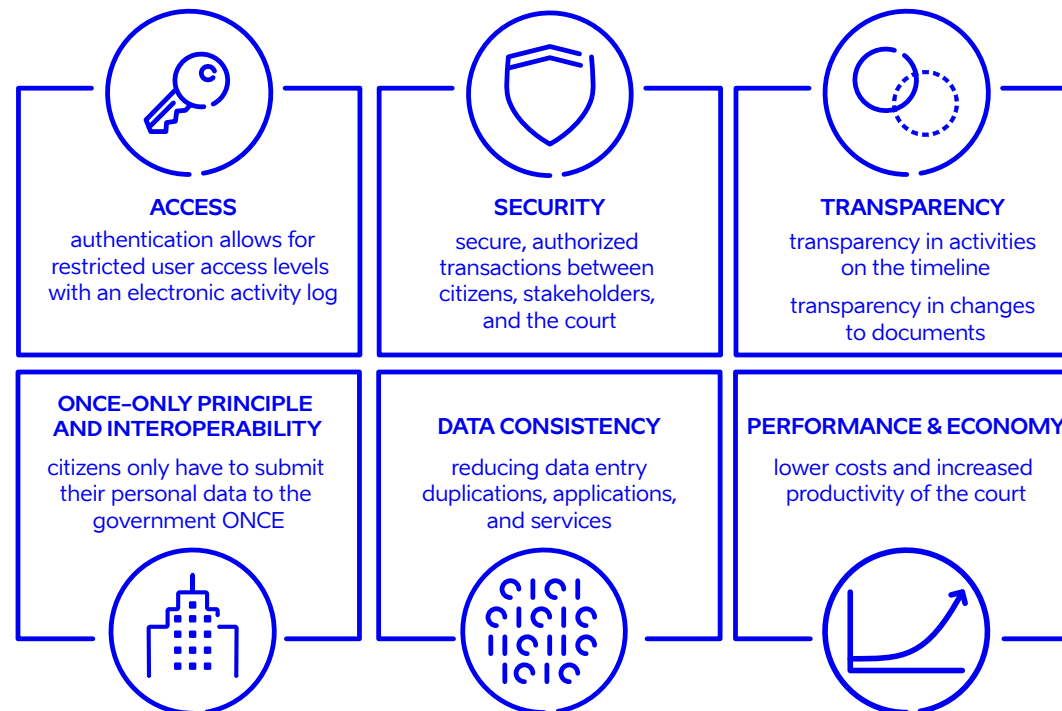 ACCESS
authentication allows for
restricted user access levels
with an electronic activity log
SECURITY
secure, authorized
transactions between
citizens, stakeholders,
and the court
TRANSPARENCY
transparency in activities
on the timeline
transparency in changes
to documents
ONCE–ONLY PRINCIPLE
AND INTEROPERABILITY
citizens only have to submit
their personal data to the
government ONCE
DATA CONSISTENCY
reducing data entry
duplications, applications,
and services
PERFORMANCE & ECONOMY
lower costs and increased
productivity of the court